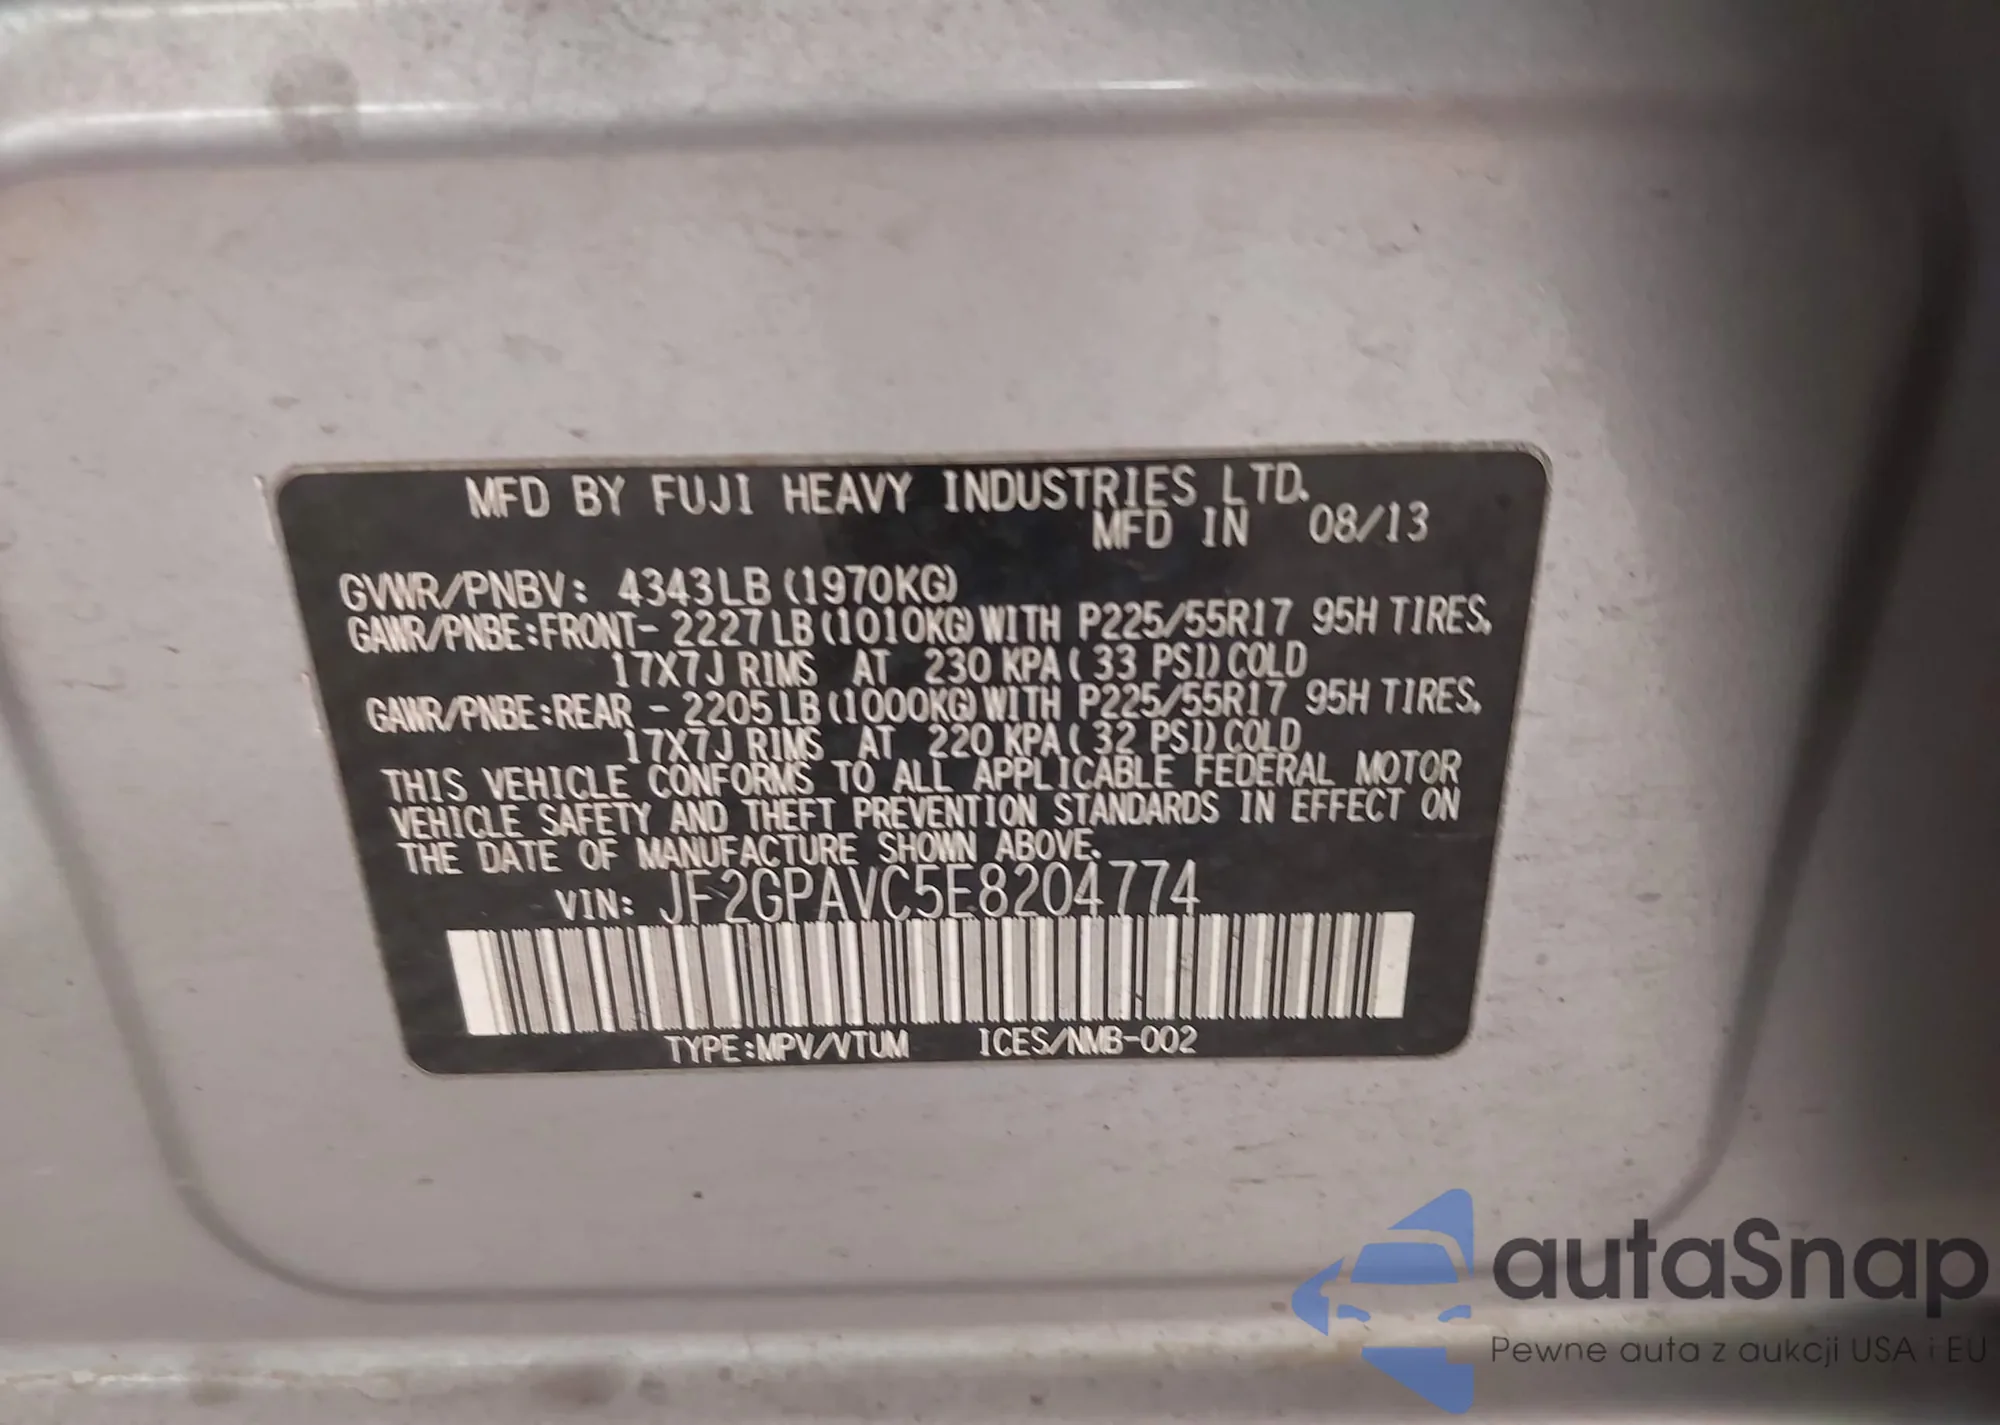 MFD BY FUJI HEAVY INDUSTRIES LTD.
MFD IN 08/13
GVWR/PNBV: 4343LB (1970KG)
GAWR/PNBE:FRONT- 2227LB(1010KG)WITH P225/55R17 95H TIRES,
17X7J RIMS AT 230 KPA( 33 PSI)COLD
GAWR/PNBE:REAR - 2205LB(1000KG)WITH P225/55R17 95H TIRES,
17X7J RIMS AT 220 KPA( 32 PSI)COLD
THIS VEHICLE CONFORMS TO ALL APPLICABLE FEDERAL MOTOR
VEHICLE SAFETY AND THEFT PREVENTION STANDARDS IN EFFECT ON
THE DATE OF MANUFACTURE SHOWN ABOVE.
VIN: JF2GPAVC5E8204774
TYPE:MPV/VTUM ICES/NMB-002
autaSnap
Pewne auta z aukcji USA i EU